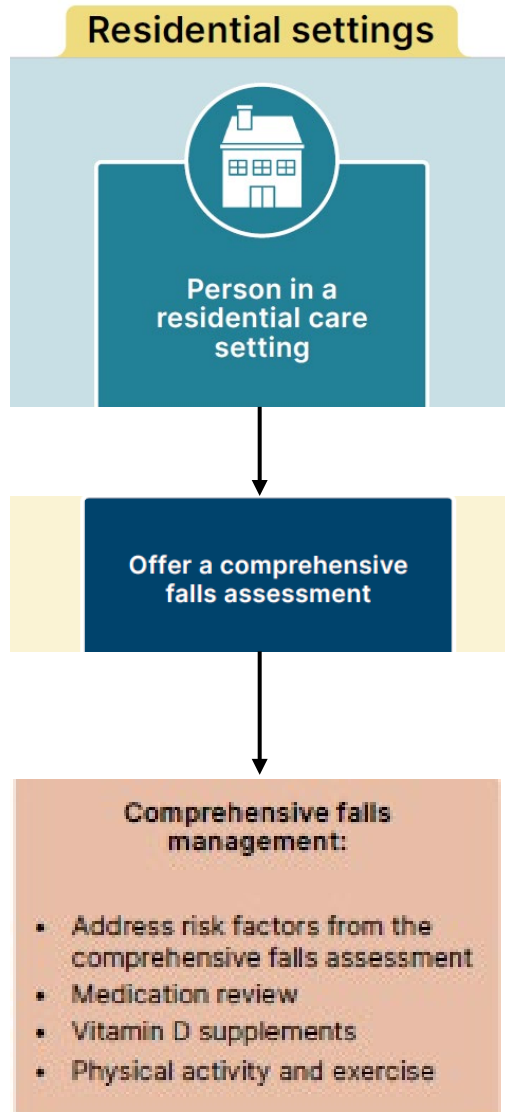 Residential settings
Person in a
residential care
setting
Offer a comprehensive
falls assessment
Comprehensive falls
management:
• Address risk factors from the
comprehensive falls assessment
• Medication review
• Vitamin D supplements
• Physical activity and exercise